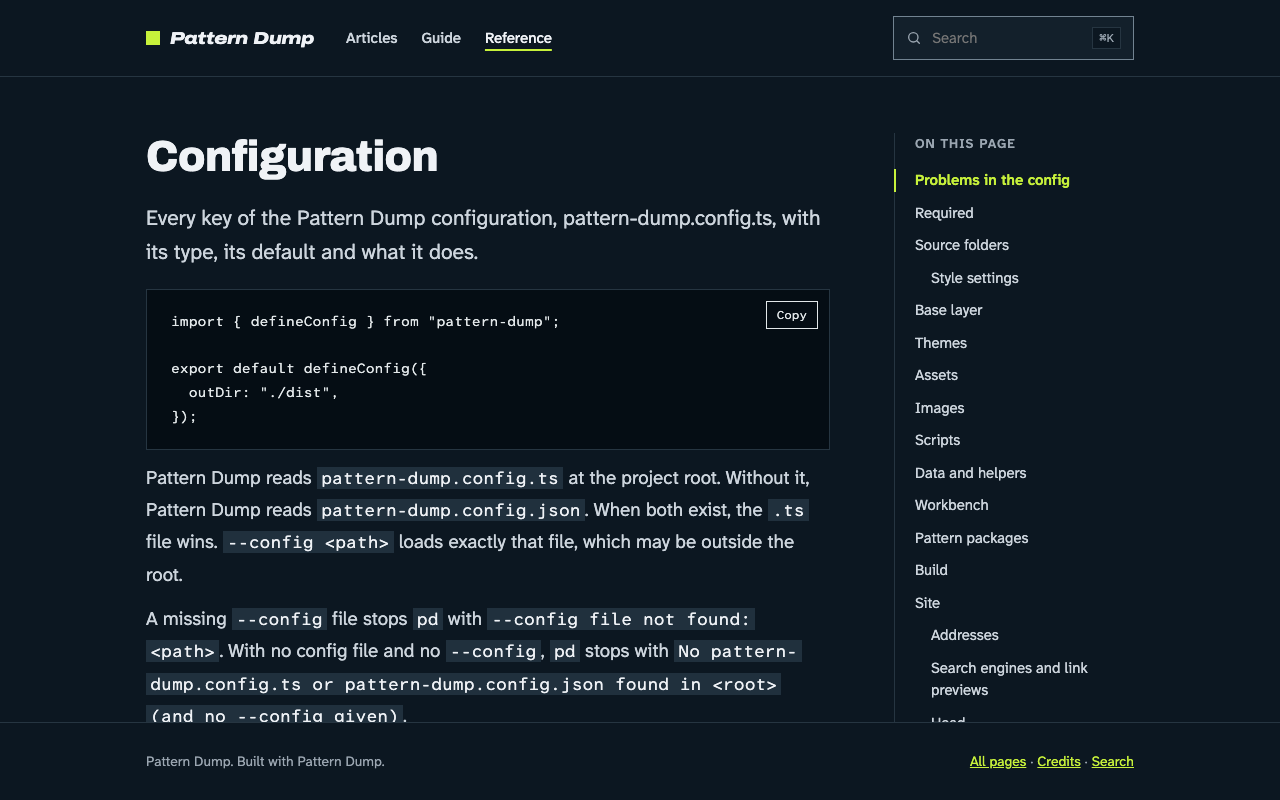 Pattern Dump
Articles
Guide
Reference
Search
⌘K
Configuration
Every key of the Pattern Dump configuration, pattern-dump.config.ts, with
its type, its default and what it does.
Copy
import { defineConfig } from "pattern-dump";
export default defineConfig({
outDir: "./dist",
});
Pattern Dump reads pattern-dump.config.ts at the project root. Without it,
Pattern Dump reads pattern-dump.config.json. When both exist, the .ts
file wins. --config <path> loads exactly that file, which may be outside the
root.
A missing --config file stops pd with --config file not found:
<path>. With no config file and no --config, pd stops with No pattern-
dump.config.ts or pattern-dump.config.json found in <root>
(and no --config given).
ON THIS PAGE
Problems in the config
Required
Source folders
Style settings
Base layer
Themes
Assets
Images
Scripts
Data and helpers
Workbench
Pattern packages
Build
Site
Addresses
Search engines and link
previews
Head
Pattern Dump. Built with Pattern Dump.
All pages · Credits · Search